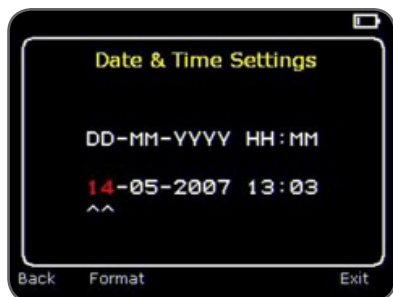 Date & Time Settings
DD-MM-YYYY HH:MM
14-05-2007 13:03
^^
Back Format Exit